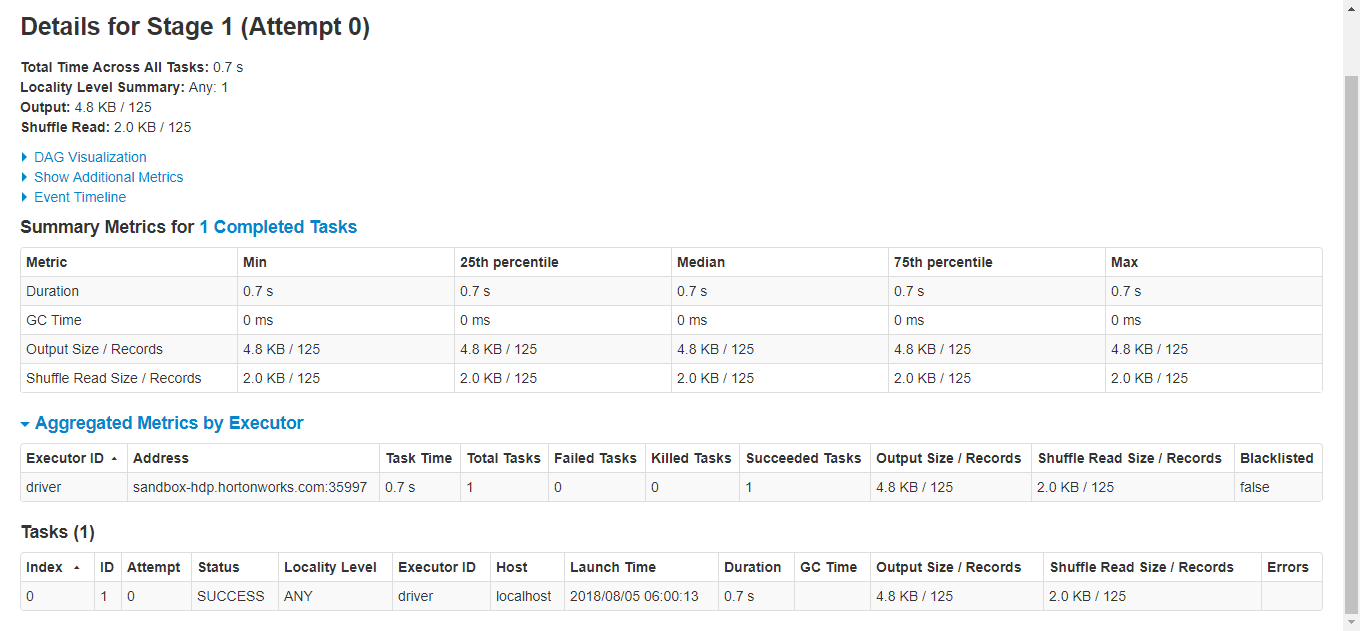 Details for Stage 1 (Attempt 0)
Total Time Across All Tasks: 0.7 s
Locality Level Summary: Any: 1
Output: 4.8 KB / 125
Shuffle Read: 2.0 KB / 125
DAG Visualization
Show Additional Metrics
Event Timeline
Summary Metrics for 1 Completed Tasks
Metric Min 25th percentile Median 75th percentile Max
Duration 0.7 s 0.7 s 0.7 s 0.7 s 0.7 s
GC Time 0 ms 0 ms 0 ms 0 ms 0 ms
Output Size / Records 4.8 KB / 125 4.8 KB / 125 4.8 KB / 125 4.8 KB / 125 4.8 KB / 125
Shuffle Read Size / Records 2.0 KB / 125 2.0 KB / 125 2.0 KB / 125 2.0 KB / 125 2.0 KB / 125
Aggregated Metrics by Executor
Executor ID Address Task Time Total Tasks Failed Tasks Killed Tasks Succeeded Tasks Output Size / Records Shuffle Read Size / Records Blacklisted
driver sandbox-hdp.hortonworks.com:35997 0.7 s 1 0 0 1 4.8 KB / 125 2.0 KB / 125 false
Tasks (1)
Index ID Attempt Status Locality Level Executor ID Host Launch Time Duration GC Time Output Size / Records Shuffle Read Size / Records Errors
0 1 0 SUCCESS ANY driver localhost 2018/08/05 06:00:13 0.7 s 4.8 KB / 125 2.0 KB / 125